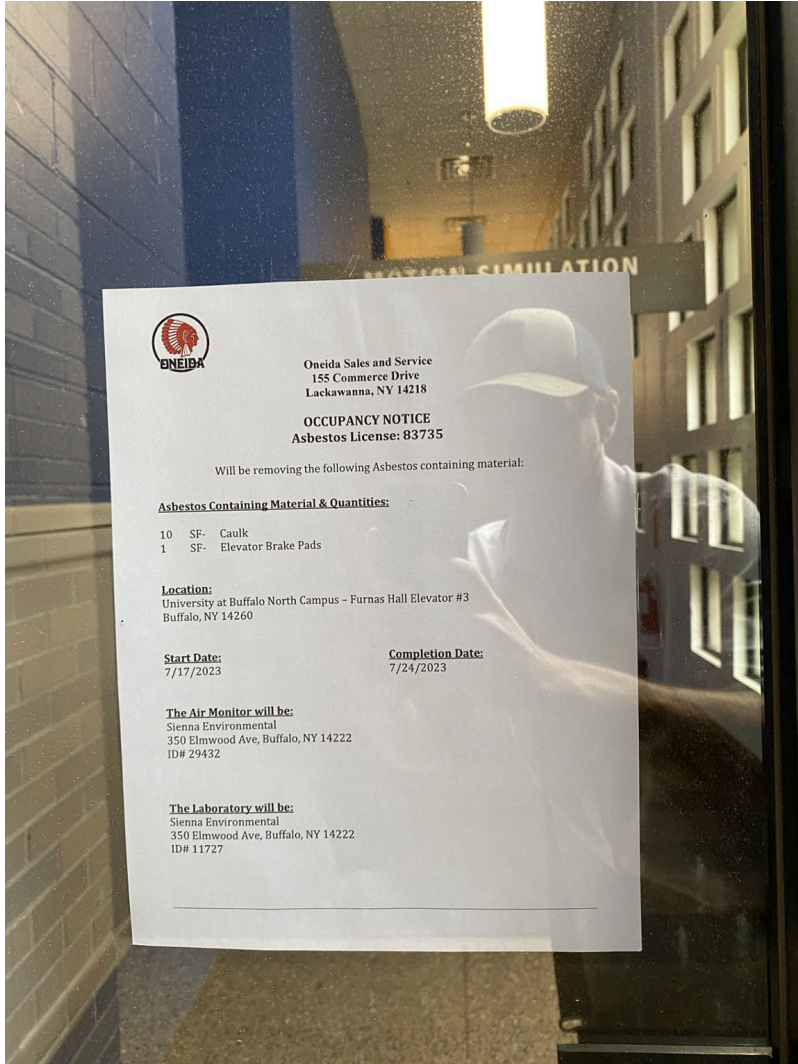 MOTION SIMULATION
ONEIDA
Oneida Sales and Service
155 Commerce Drive
Lackawanna, NY 14218
OCCUPANCY NOTICE
Asbestos License: 83735
Will be removing the following Asbestos containing material:
Asbestos Containing Material & Quantities:
10 SF- Caulk
1 SF- Elevator Brake Pads
Location:
University at Buffalo North Campus – Furnas Hall Elevator #3
Buffalo, NY 14260
Start Date:
7/17/2023
Completion Date:
7/24/2023
The Air Monitor will be:
Sienna Environmental
350 Elmwood Ave, Buffalo, NY 14222
ID# 29432
The Laboratory will be:
Sienna Environmental
350 Elmwood Ave, Buffalo, NY 14222
ID# 11727